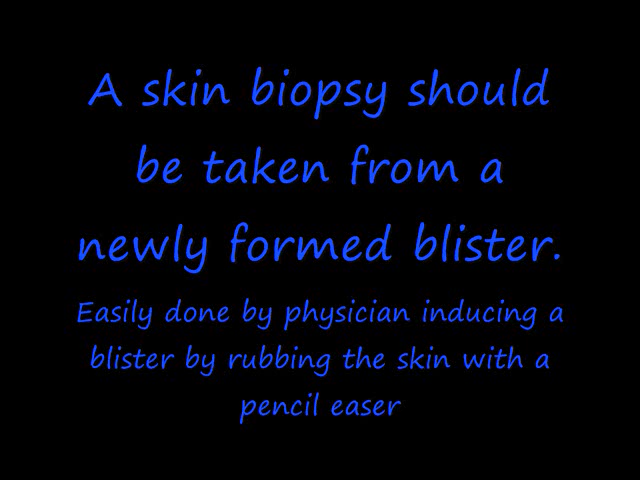 A skin biopsy should
be taken from a
newly formed blister.
Easily done by physician inducing a
blister by rubbing the skin with a
pencil easer